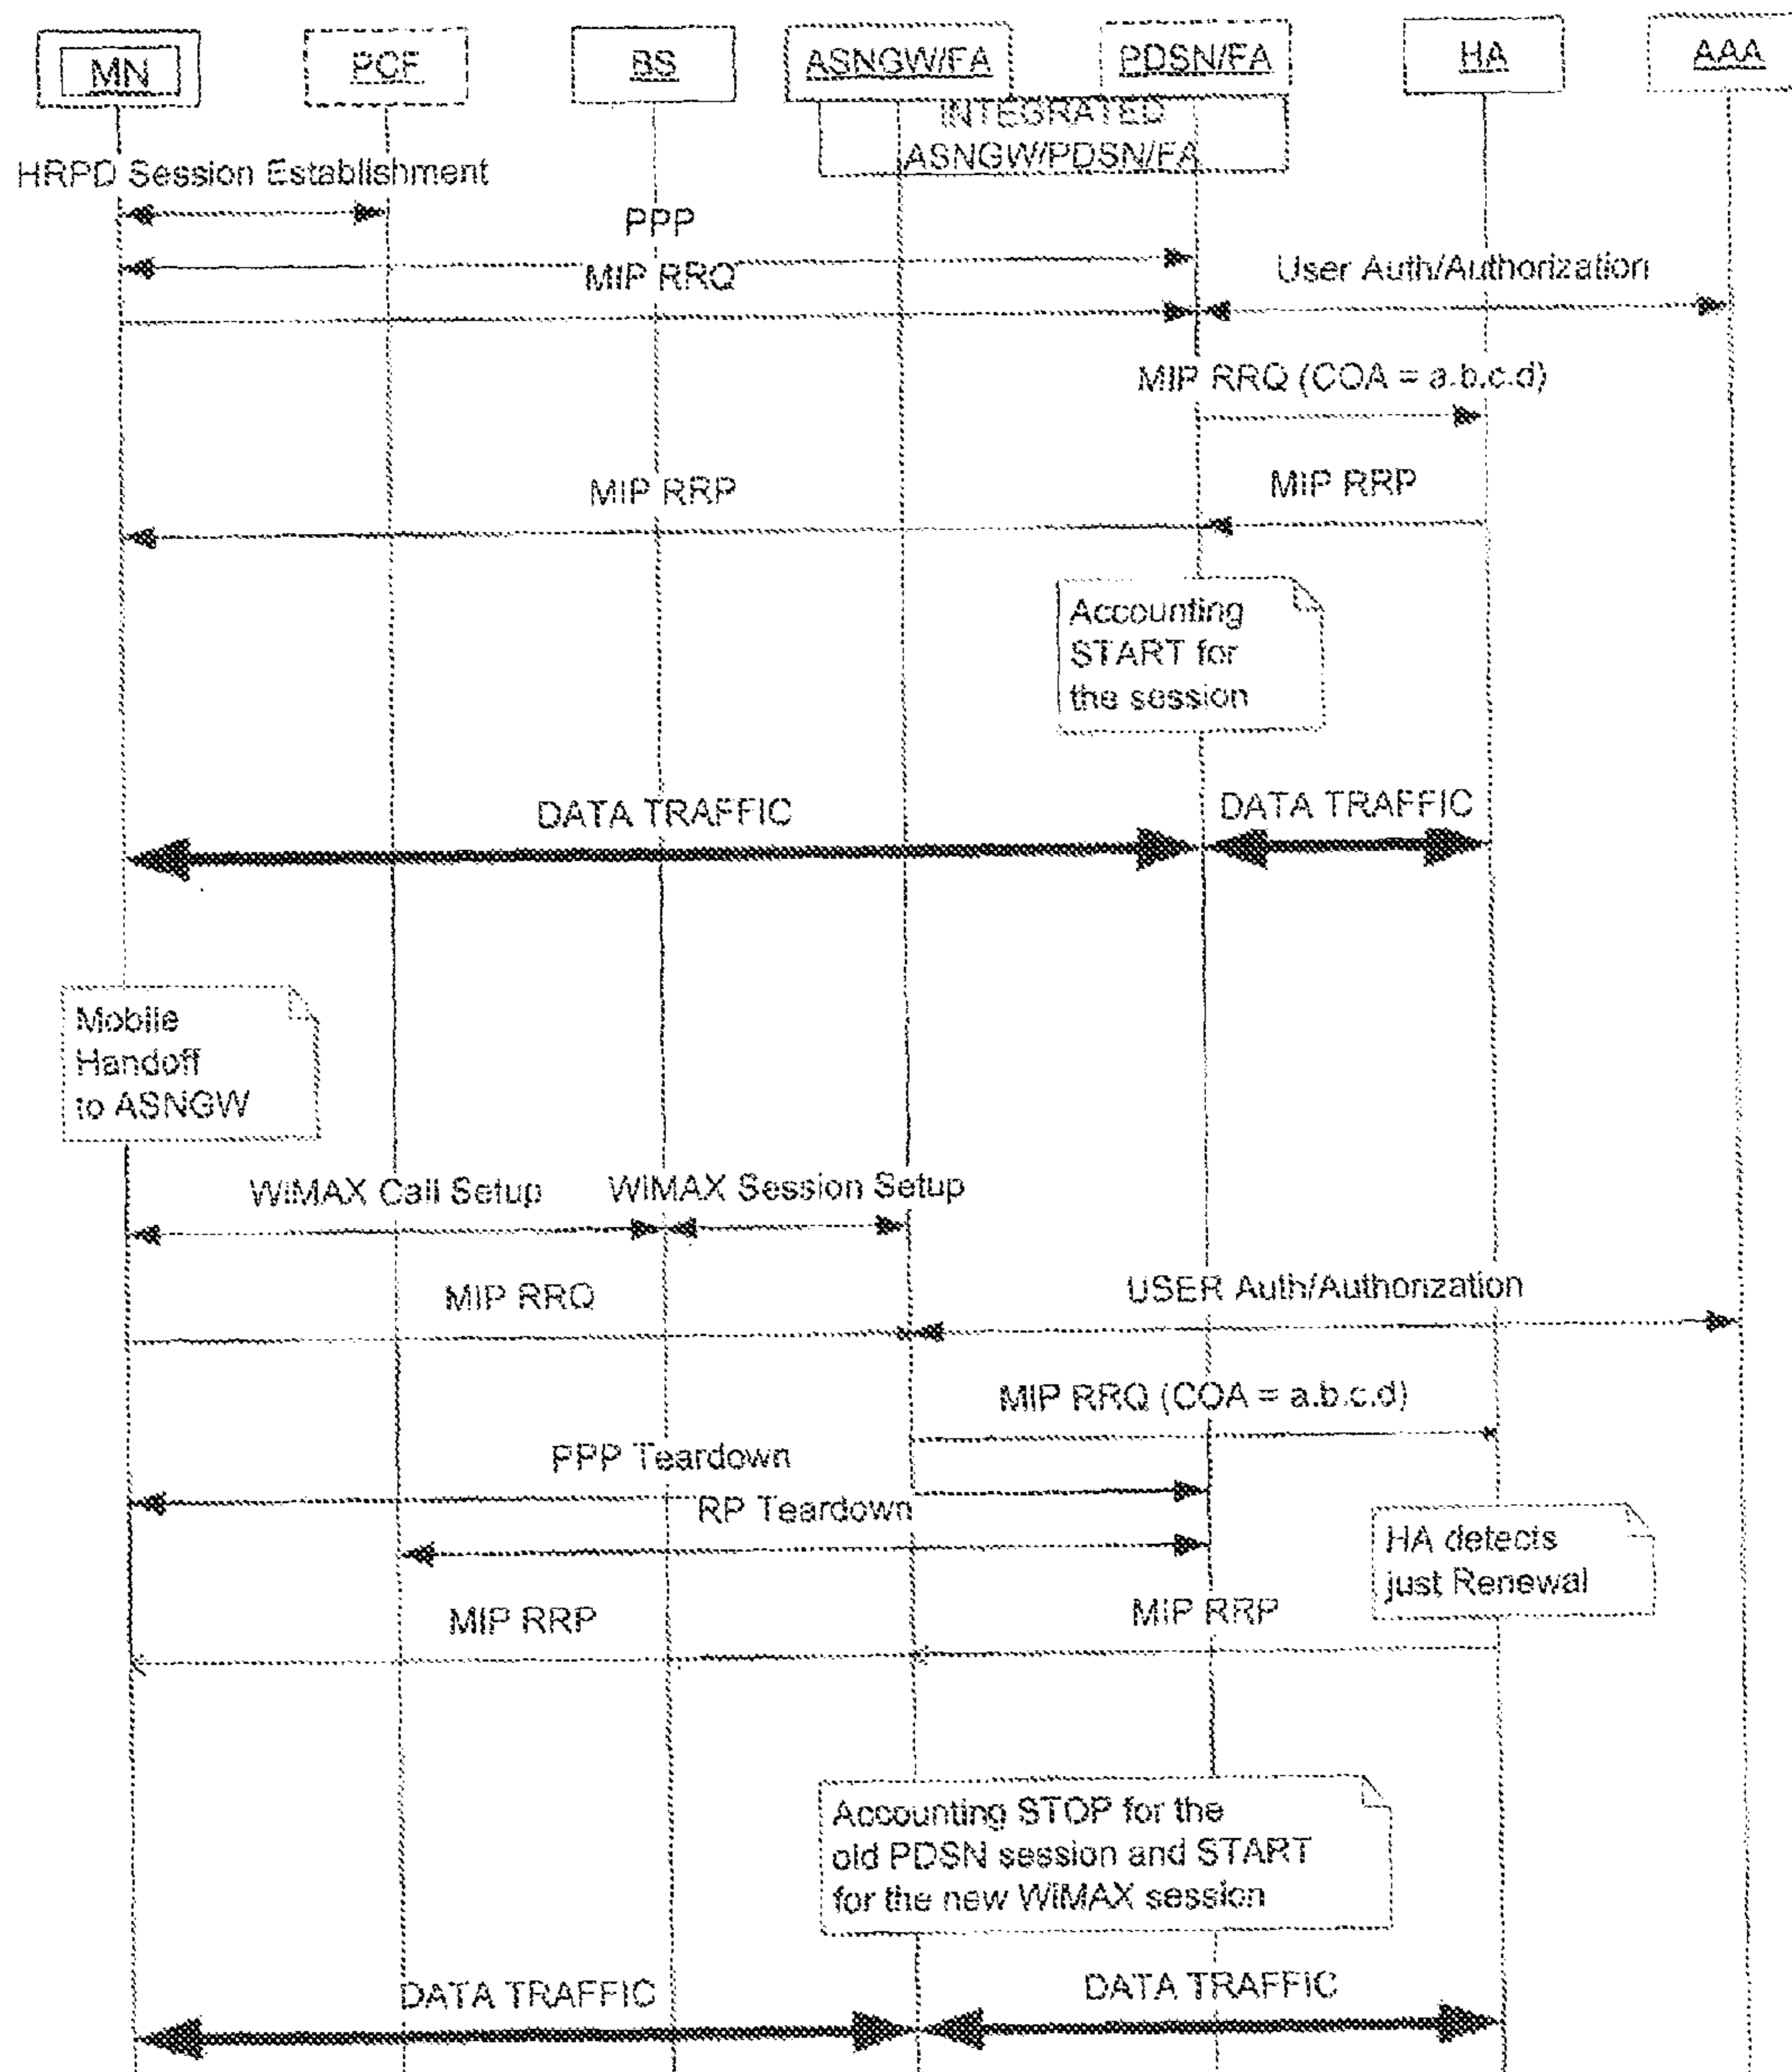 MN
PCF
BS
ASNGW/FA
PDSN/FA
HA
AAA
INTEGRATED
ASNGW/PDSN/FA
HRPD Session Establishment
PPP
MIP RRQ
User Auth/Authorization
MIP RRQ (COA = a.b.c.d)
MIP RRP
MIP RRP
Accounting
START for
the session
DATA TRAFFIC
DATA TRAFFIC
Mobile
Handoff
to ASNGW
WiMAX Call Setup
WiMAX Session Setup
MIP RRQ
USER Auth/Authorization
MIP RRQ (COA = a.b.c.d)
PPP Teardown
RP Teardown
HA detects
just Renewal
MIP RRP
MIP RRP
Accounting STOP for the
old PDSN session and START
for the new WiMAX session
DATA TRAFFIC
DATA TRAFFIC